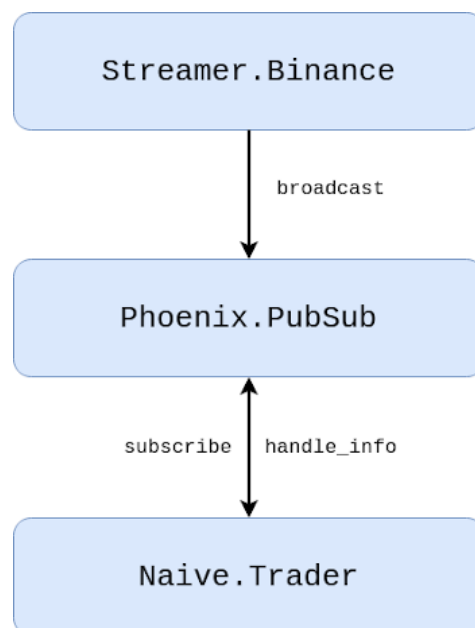 Streamer.Binance
broadcast
Phoenix.PubSub
subscribe handle_info
Naive.Trader